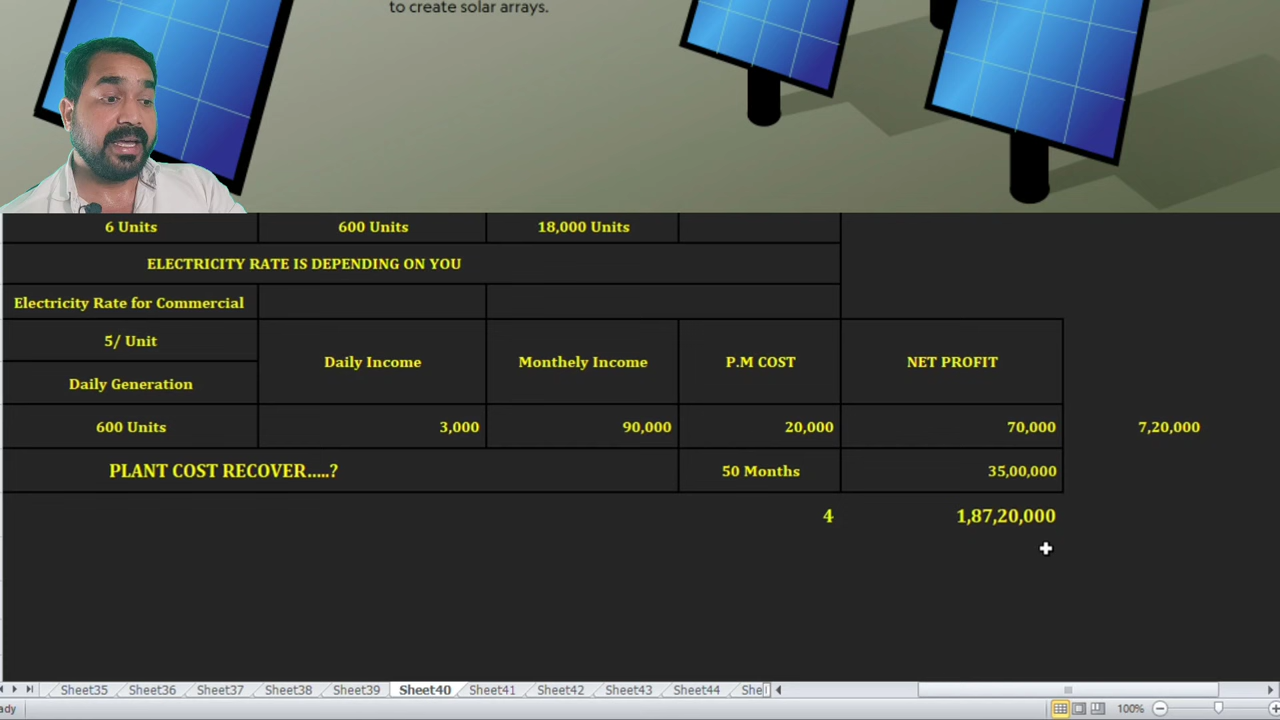 to create solar arrays.
6 Units 600 Units 18,000 Units
ELECTRICITY RATE IS DEPENDING ON YOU
Electricity Rate for Commercial
5/ Unit
Daily Income Monthely Income P.M COST NET PROFIT
Daily Generation
600 Units 3,000 90,000 20,000 70,000 7,20,000
PLANT COST RECOVER.....? 50 Months 35,00,000
4 1,87,20,000
Sheet35 Sheet36 Sheet37 Sheet38 Sheet39 Sheet40 Sheet41 Sheet42 Sheet43 Sheet44 She
ady 100%